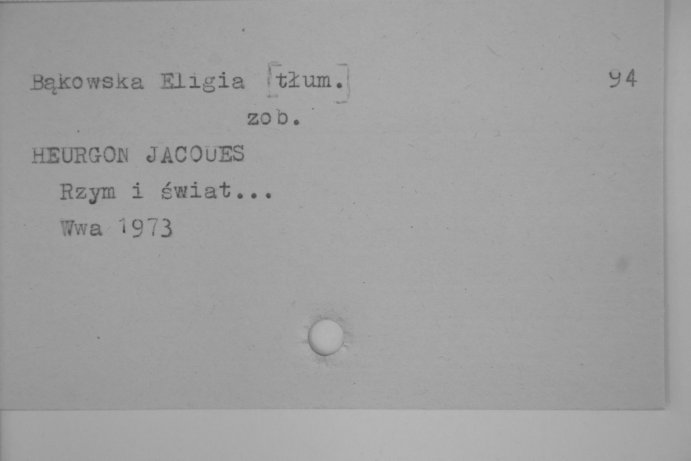 Bąkowska Eligia [tłum.] 94
zob.
HEURGON JACQUES
Rzym i świat...
Wwa 1973